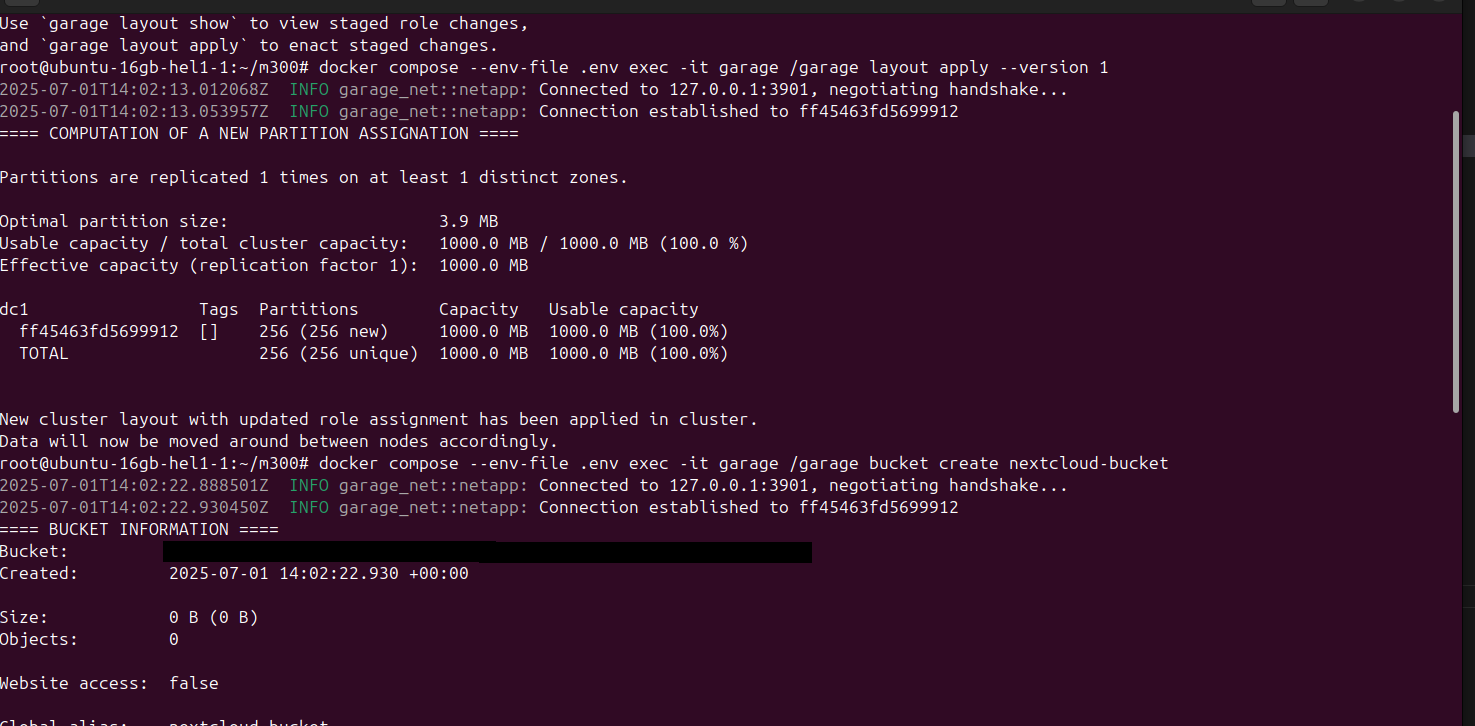 Use `garage layout show` to view staged role changes,
and `garage layout apply` to enact staged changes.
root@ubuntu-16gb-hel1-1:~/m300# docker compose --env-file .env exec -it garage /garage layout apply --version 1
2025-07-01T14:02:13.012068Z  INFO garage_net::netapp: Connected to 127.0.0.1:3901, negotiating handshake...
2025-07-01T14:02:13.053957Z  INFO garage_net::netapp: Connection established to ff45463fd5699912
==== COMPUTATION OF A NEW PARTITION ASSIGNATION ====
Partitions are replicated 1 times on at least 1 distinct zones.
Optimal partition size:                     3.9 MB
Usable capacity / total cluster capacity:   1000.0 MB / 1000.0 MB (100.0 %)
Effective capacity (replication factor 1):  1000.0 MB
dc1                 Tags  Partitions        Capacity   Usable capacity
  ff45463fd5699912  []    256 (256 new)     1000.0 MB  1000.0 MB (100.0%)
  TOTAL                   256 (256 unique)  1000.0 MB  1000.0 MB (100.0%)
New cluster layout with updated role assignment has been applied in cluster.
Data will now be moved around between nodes accordingly.
root@ubuntu-16gb-hel1-1:~/m300# docker compose --env-file .env exec -it garage /garage bucket create nextcloud-bucket
2025-07-01T14:02:22.888501Z  INFO garage_net::netapp: Connected to 127.0.0.1:3901, negotiating handshake...
2025-07-01T14:02:22.930450Z  INFO garage_net::netapp: Connection established to ff45463fd5699912
==== BUCKET INFORMATION ====
Bucket:
Created:         2025-07-01 14:02:22.930 +00:00
Size:            0 B (0 B)
Objects:         0
Website access:  false
Global alias:    nextcloud-bucket